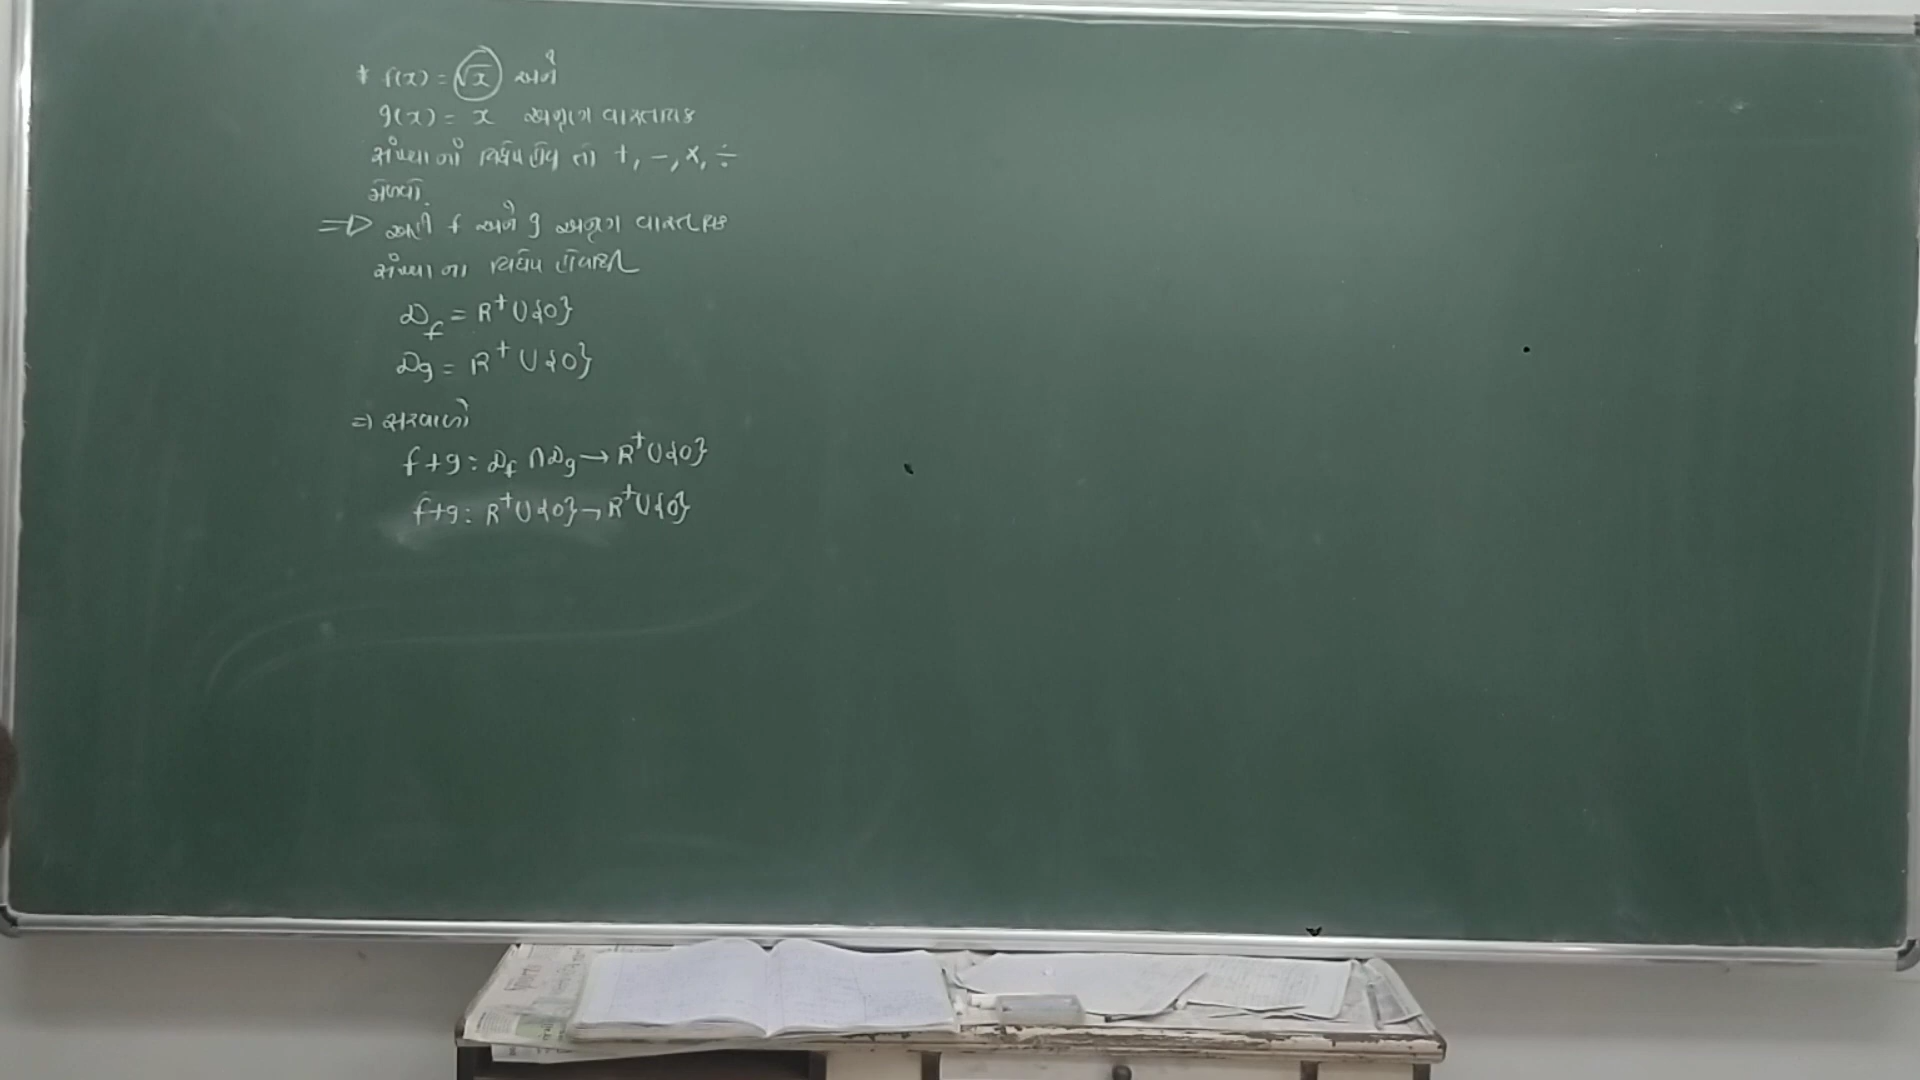 * f(x) = √x અને
g(x) = x અનૃણ વાસ્તવિક
સંખ્યાનાં વિધેય હોય તો +, -, ×, ÷
મેળવો.
⇒ અહીં f અને g અનૃણ વાસ્તવિક
સંખ્યા ના વિધેય હોવાથી
D_f = R⁺∪{0}
D_g = R⁺∪{0}
⇒ સરવાળો
f+g : D_f ∩ D_g → R⁺∪{0}
f+g : R⁺∪{0} → R⁺∪{0}